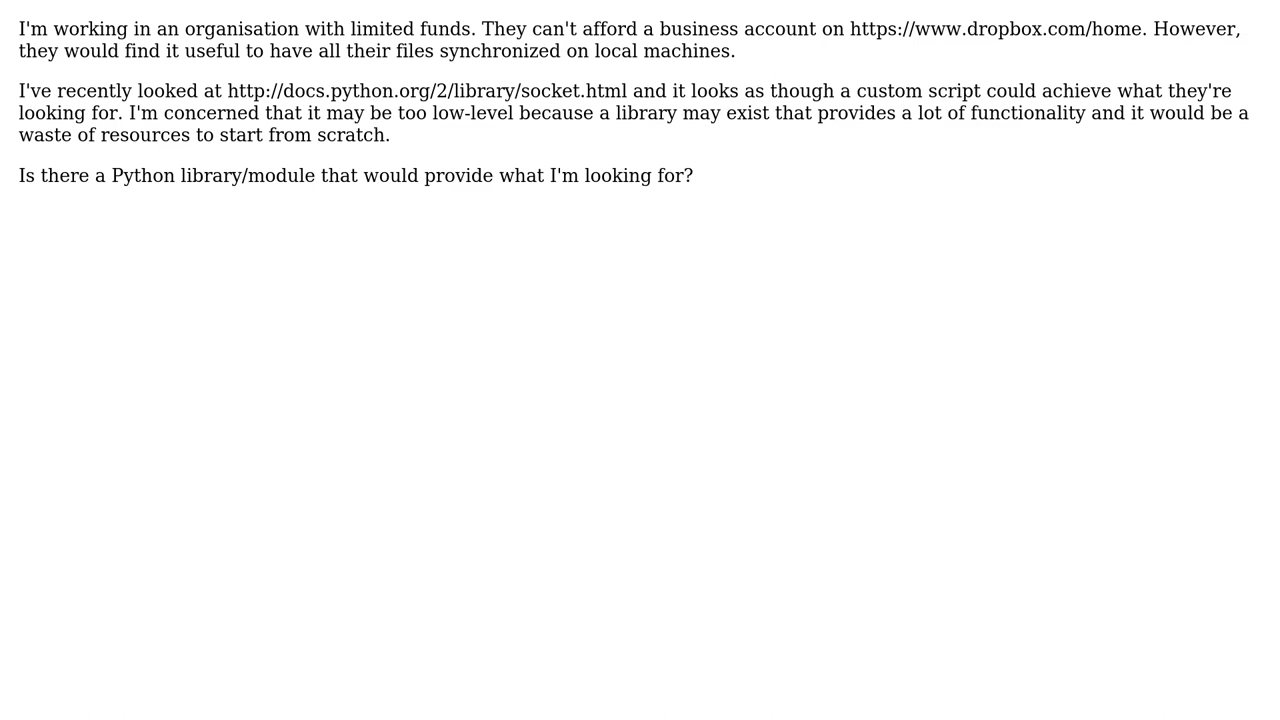 I'm working in an organisation with limited funds. They can't afford a business account on https://www.dropbox.com/home. However,
they would find it useful to have all their files synchronized on local machines.
I've recently looked at http://docs.python.org/2/library/socket.html and it looks as though a custom script could achieve what they're
looking for. I'm concerned that it may be too low-level because a library may exist that provides a lot of functionality and it would be a
waste of resources to start from scratch.
Is there a Python library/module that would provide what I'm looking for?